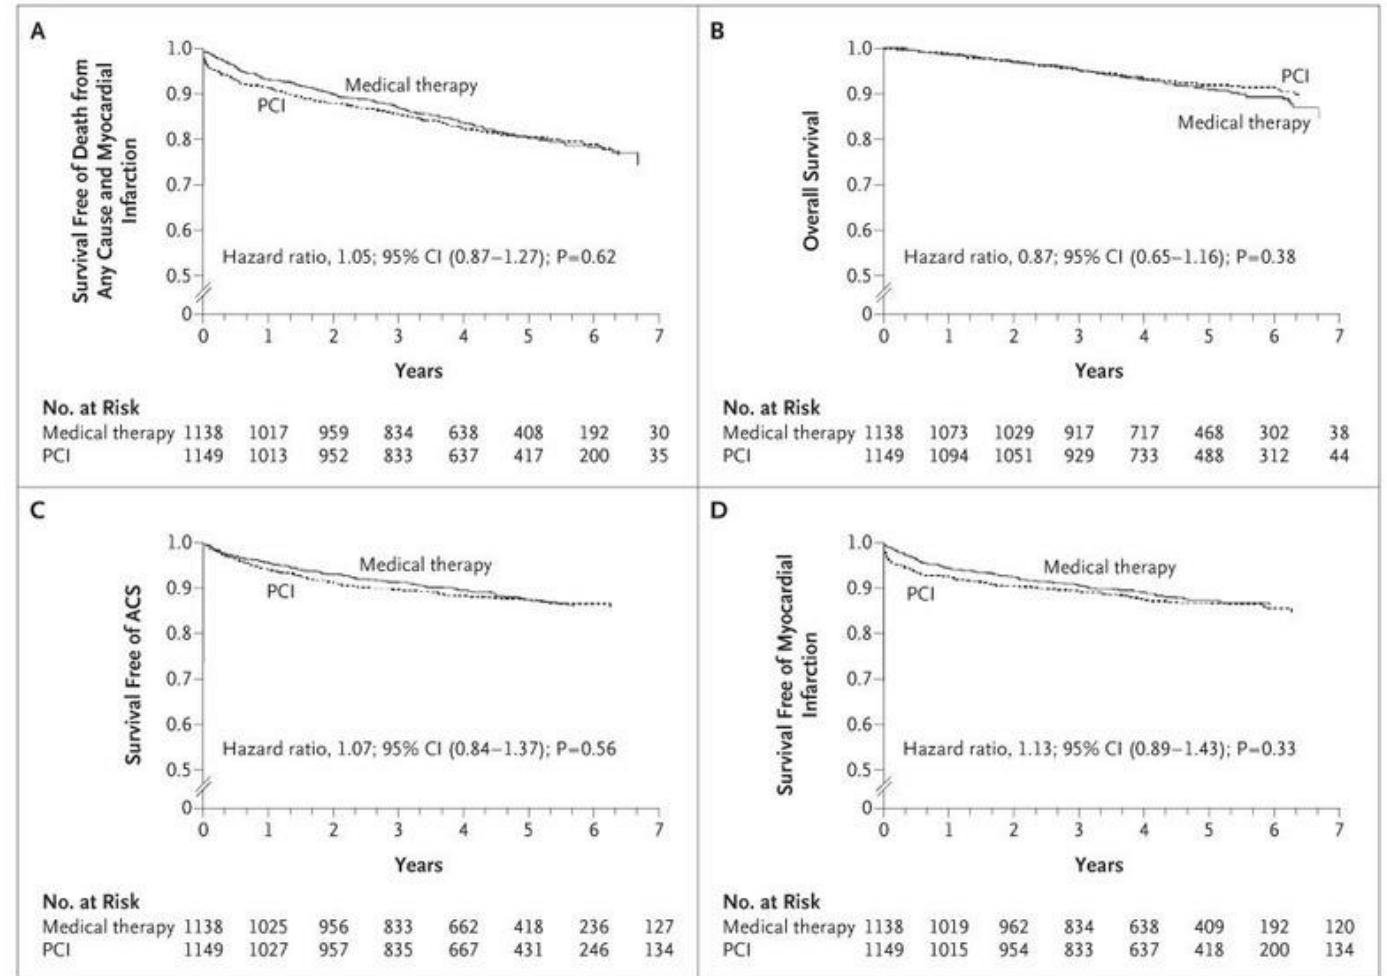 A
Survival Free of Death from
Any Cause and Myocardial
Infarction
1.0
0.9
0.8
0.7
0.6
0.5
0
Medical therapy
PCI
Hazard ratio, 1.05; 95% CI (0.87–1.27); P=0.62
0 1 2 3 4 5 6 7
Years
No. at Risk
Medical therapy 1138 1017 959 834 638 408 192 30
PCI 1149 1013 952 833 637 417 200 35
B
Overall Survival
1.0
0.9
0.8
0.7
0.6
0.5
0
PCI
Medical therapy
Hazard ratio, 0.87; 95% CI (0.65–1.16); P=0.38
0 1 2 3 4 5 6 7
Years
No. at Risk
Medical therapy 1138 1073 1029 917 717 468 302 38
PCI 1149 1094 1051 929 733 488 312 44
C
Survival Free of ACS
1.0
0.9
0.8
0.7
0.6
0.5
0
Medical therapy
PCI
Hazard ratio, 1.07; 95% CI (0.84–1.37); P=0.56
0 1 2 3 4 5 6 7
Years
No. at Risk
Medical therapy 1138 1025 956 833 662 418 236 127
PCI 1149 1027 957 835 667 431 246 134
D
Survival Free of Myocardial
Infarction
1.0
0.9
0.8
0.7
0.6
0.5
0
Medical therapy
PCI
Hazard ratio, 1.13; 95% CI (0.89–1.43); P=0.33
0 1 2 3 4 5 6 7
Years
No. at Risk
Medical therapy 1138 1019 962 834 638 409 192 120
PCI 1149 1015 954 833 637 418 200 134